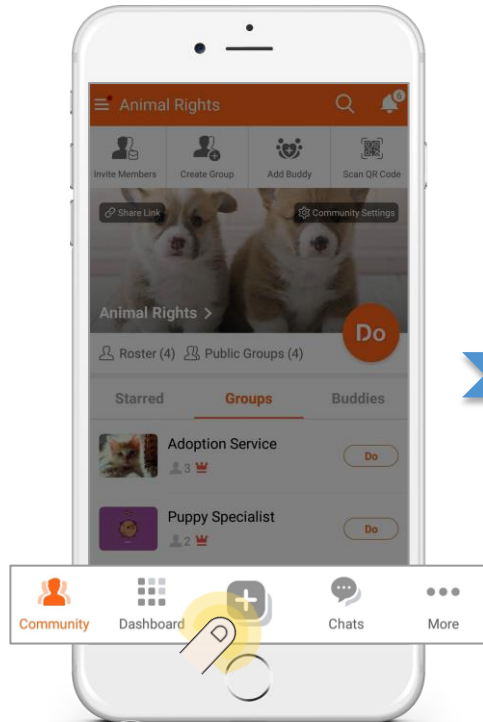 Animal Rights
6
Invite Members
Create Group
Add Buddy
Scan QR Code
Share Link
Community Settings
Animal Rights >
Do
Roster (4)
Public Groups (4)
Starred
Groups
Buddies
Adoption Service
3
Do
Puppy Specialist
2
Do
Community
Dashboard
Chats
More